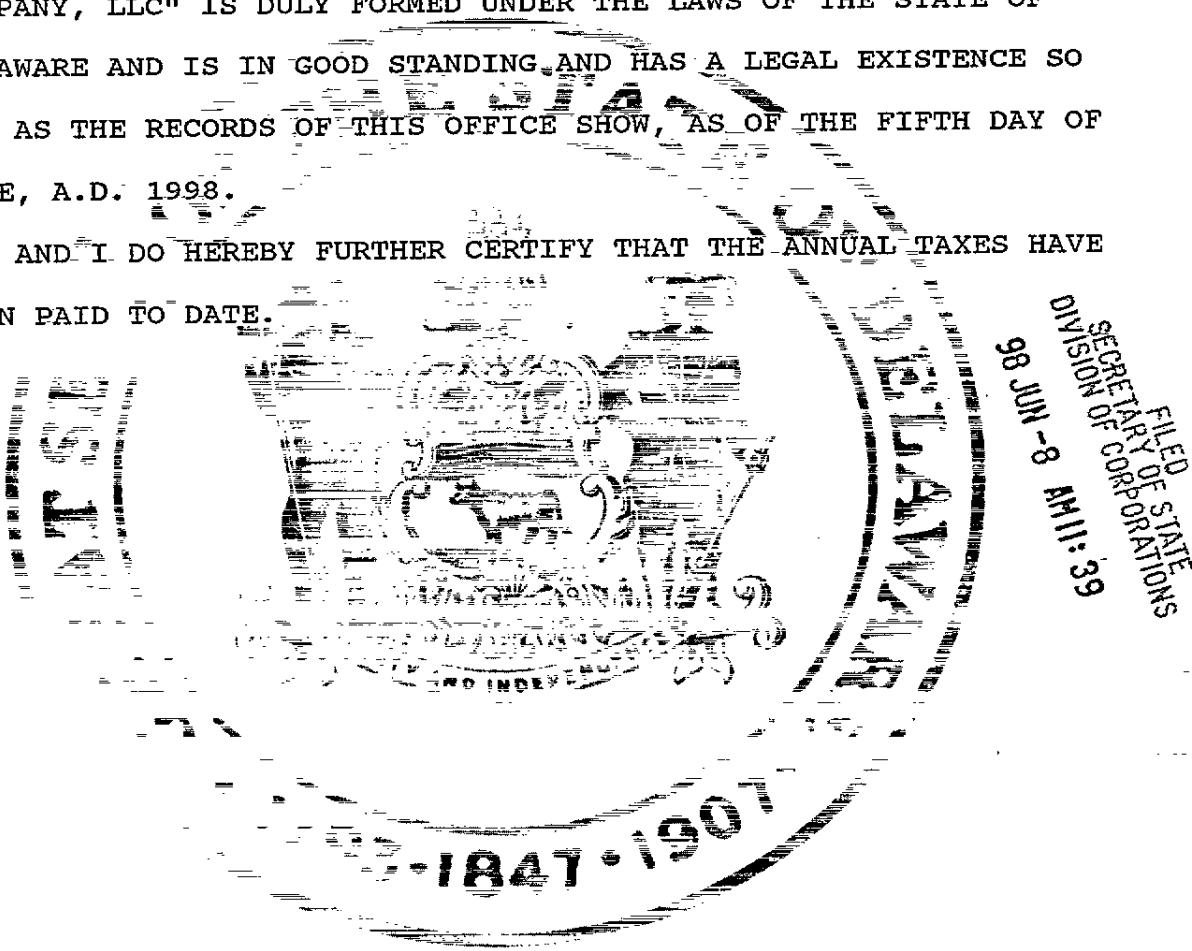 PANY, LLC" IS DULY FORMED UNDER THE LAWS OF THE STATE OF
AWARE AND IS IN GOOD STANDING AND HAS A LEGAL EXISTENCE SO
AS THE RECORDS OF THIS OFFICE SHOW, AS OF THE FIFTH DAY OF
E, A.D. 1998.
AND I DO HEREBY FURTHER CERTIFY THAT THE ANNUAL TAXES HAVE
N PAID TO DATE.
FILED
SECRETARY OF STATE
DIVISION OF CORPORATIONS
98 JUN -8 AM 11:39
DELAWARE
1847 • 1907